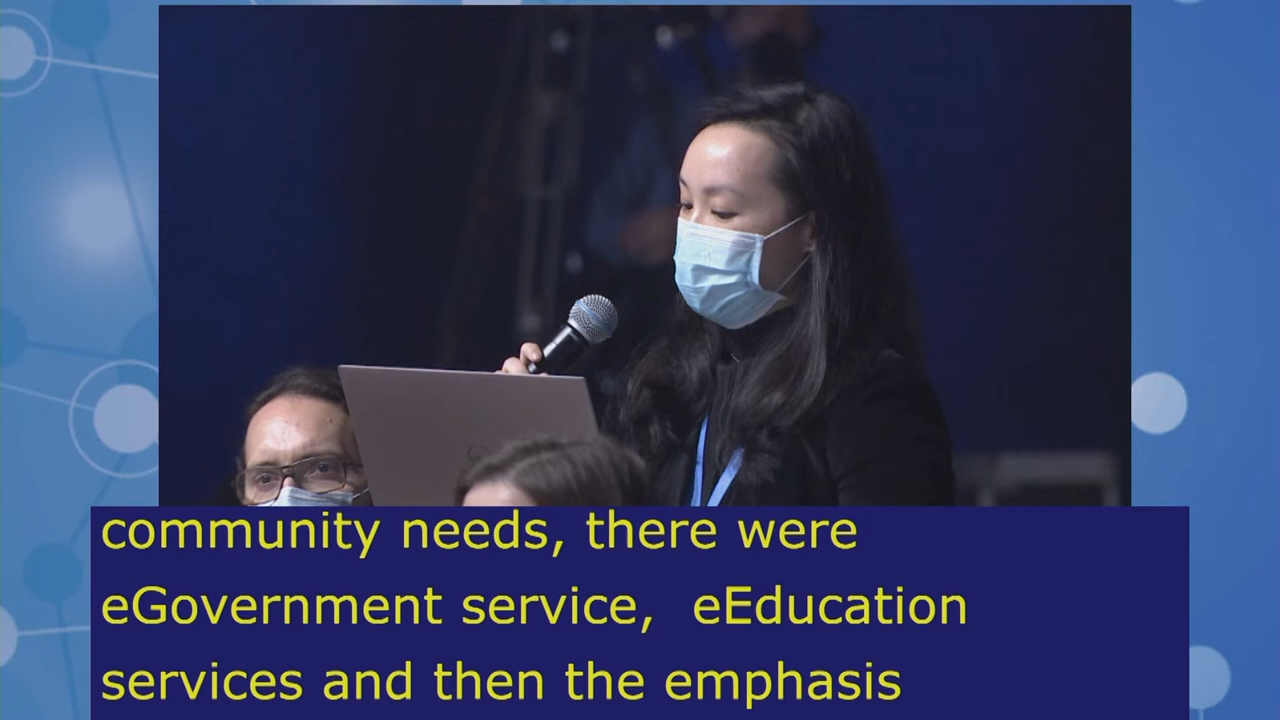 community needs, there were
eGovernment service,  eEducation
services and then the emphasis